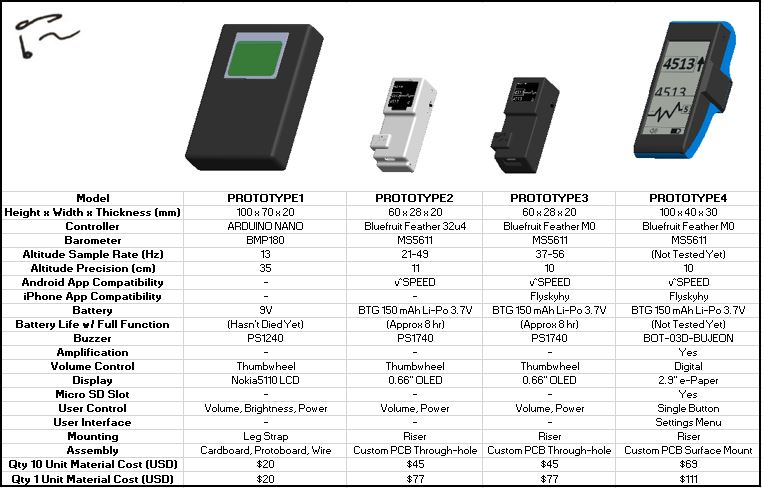 4513
4513
4513
4513
Model PROTOTYPE1 PROTOTYPE2 PROTOTYPE3 PROTOTYPE4
Height x Width x Thickness (mm) 100 x 70 x 20 60 x 28 x 20 60 x 28 x 20 100 x 40 x 30
Controller ARDUINO NANO Bluefruit Feather 32u4 Bluefruit Feather M0 Bluefruit Feather M0
Barometer BMP180 MS5611 MS5611 MS5611
Altitude Sample Rate (Hz) 13 21-49 37-56 (Not Tested Yet)
Altitude Precision (cm) 35 11 10 10
Android App Compatibility - v^SPEED v^SPEED v^SPEED
iPhone App Compatibility - - Flyskyhy Flyskyhy
Battery 9V BTG 150 mAh Li-Po 3.7V BTG 150 mAh Li-Po 3.7V BTG 150 mAh Li-Po 3.7V
Battery Life w/ Full Function (Hasn't Died Yet) (Approx 8 hr) (Approx 8 hr) (Not Tested Yet)
Buzzer PS1240 PS1740 PS1740 BOT-03D-BUJEON
Amplification - - - Yes
Volume Control Thumbwheel Thumbwheel Thumbwheel Digital
Display Nokia5110 LCD 0.66" OLED 0.66" OLED 2.9" e-Paper
Micro SD Slot - - - Yes
User Control Volume, Brightness, Power Volume, Power Volume, Power Single Button
User Interface - - - Settings Menu
Mounting Leg Strap Riser Riser Riser
Assembly Cardboard, Protoboard, Wire Custom PCB Through-hole Custom PCB Through-hole Custom PCB Surface Mount
Qty 10 Unit Material Cost (USD) $20 $45 $45 $69
Qty 1 Unit Material Cost (USD) $20 $77 $77 $111